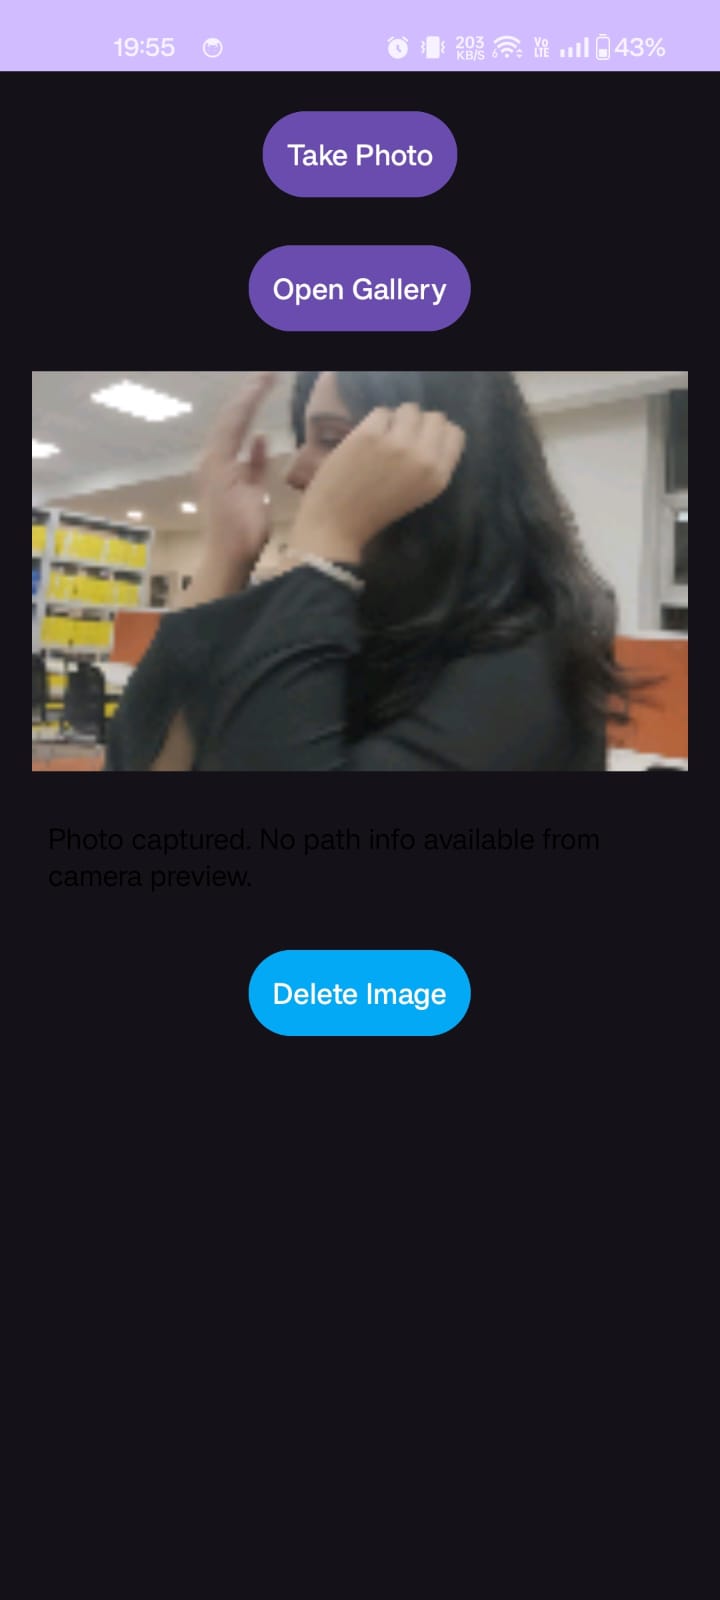 19:55
203
KB/S
6
Vo
LTE
43%
Take Photo
Open Gallery
Photo captured. No path info available from
camera preview.
Delete Image